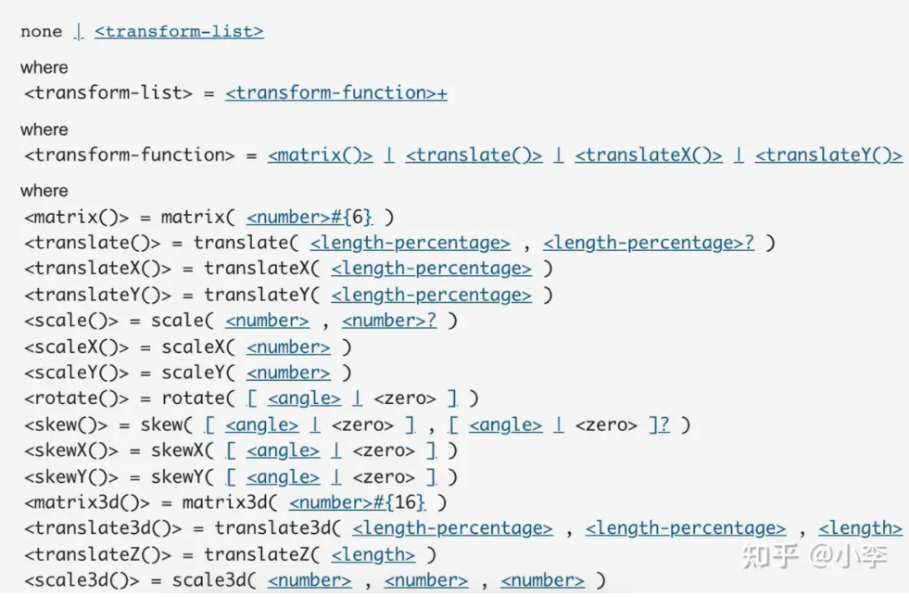 none | <transform-list>
where
<transform-list> = <transform-function>+
where
<transform-function> = <matrix()> | <translate()> | <translateX()> | <translateY()>
where
<matrix()> = matrix( <number>#{6} )
<translate()> = translate( <length-percentage> , <length-percentage>? )
<translateX()> = translateX( <length-percentage> )
<translateY()> = translateY( <length-percentage> )
<scale()> = scale( <number> , <number>? )
<scaleX()> = scaleX( <number> )
<scaleY()> = scaleY( <number> )
<rotate()> = rotate( [ <angle> | <zero> ] )
<skew()> = skew( [ <angle> | <zero> ] , [ <angle> | <zero> ]? )
<skewX()> = skewX( [ <angle> | <zero> ] )
<skewY()> = skewY( [ <angle> | <zero> ] )
<matrix3d()> = matrix3d( <number>#{16} )
<translate3d()> = translate3d( <length-percentage> , <length-percentage> , <length>
<translateZ()> = translateZ( <length> )
<scale3d()> = scale3d( <number> , <number> , <number> )
知乎 @小李